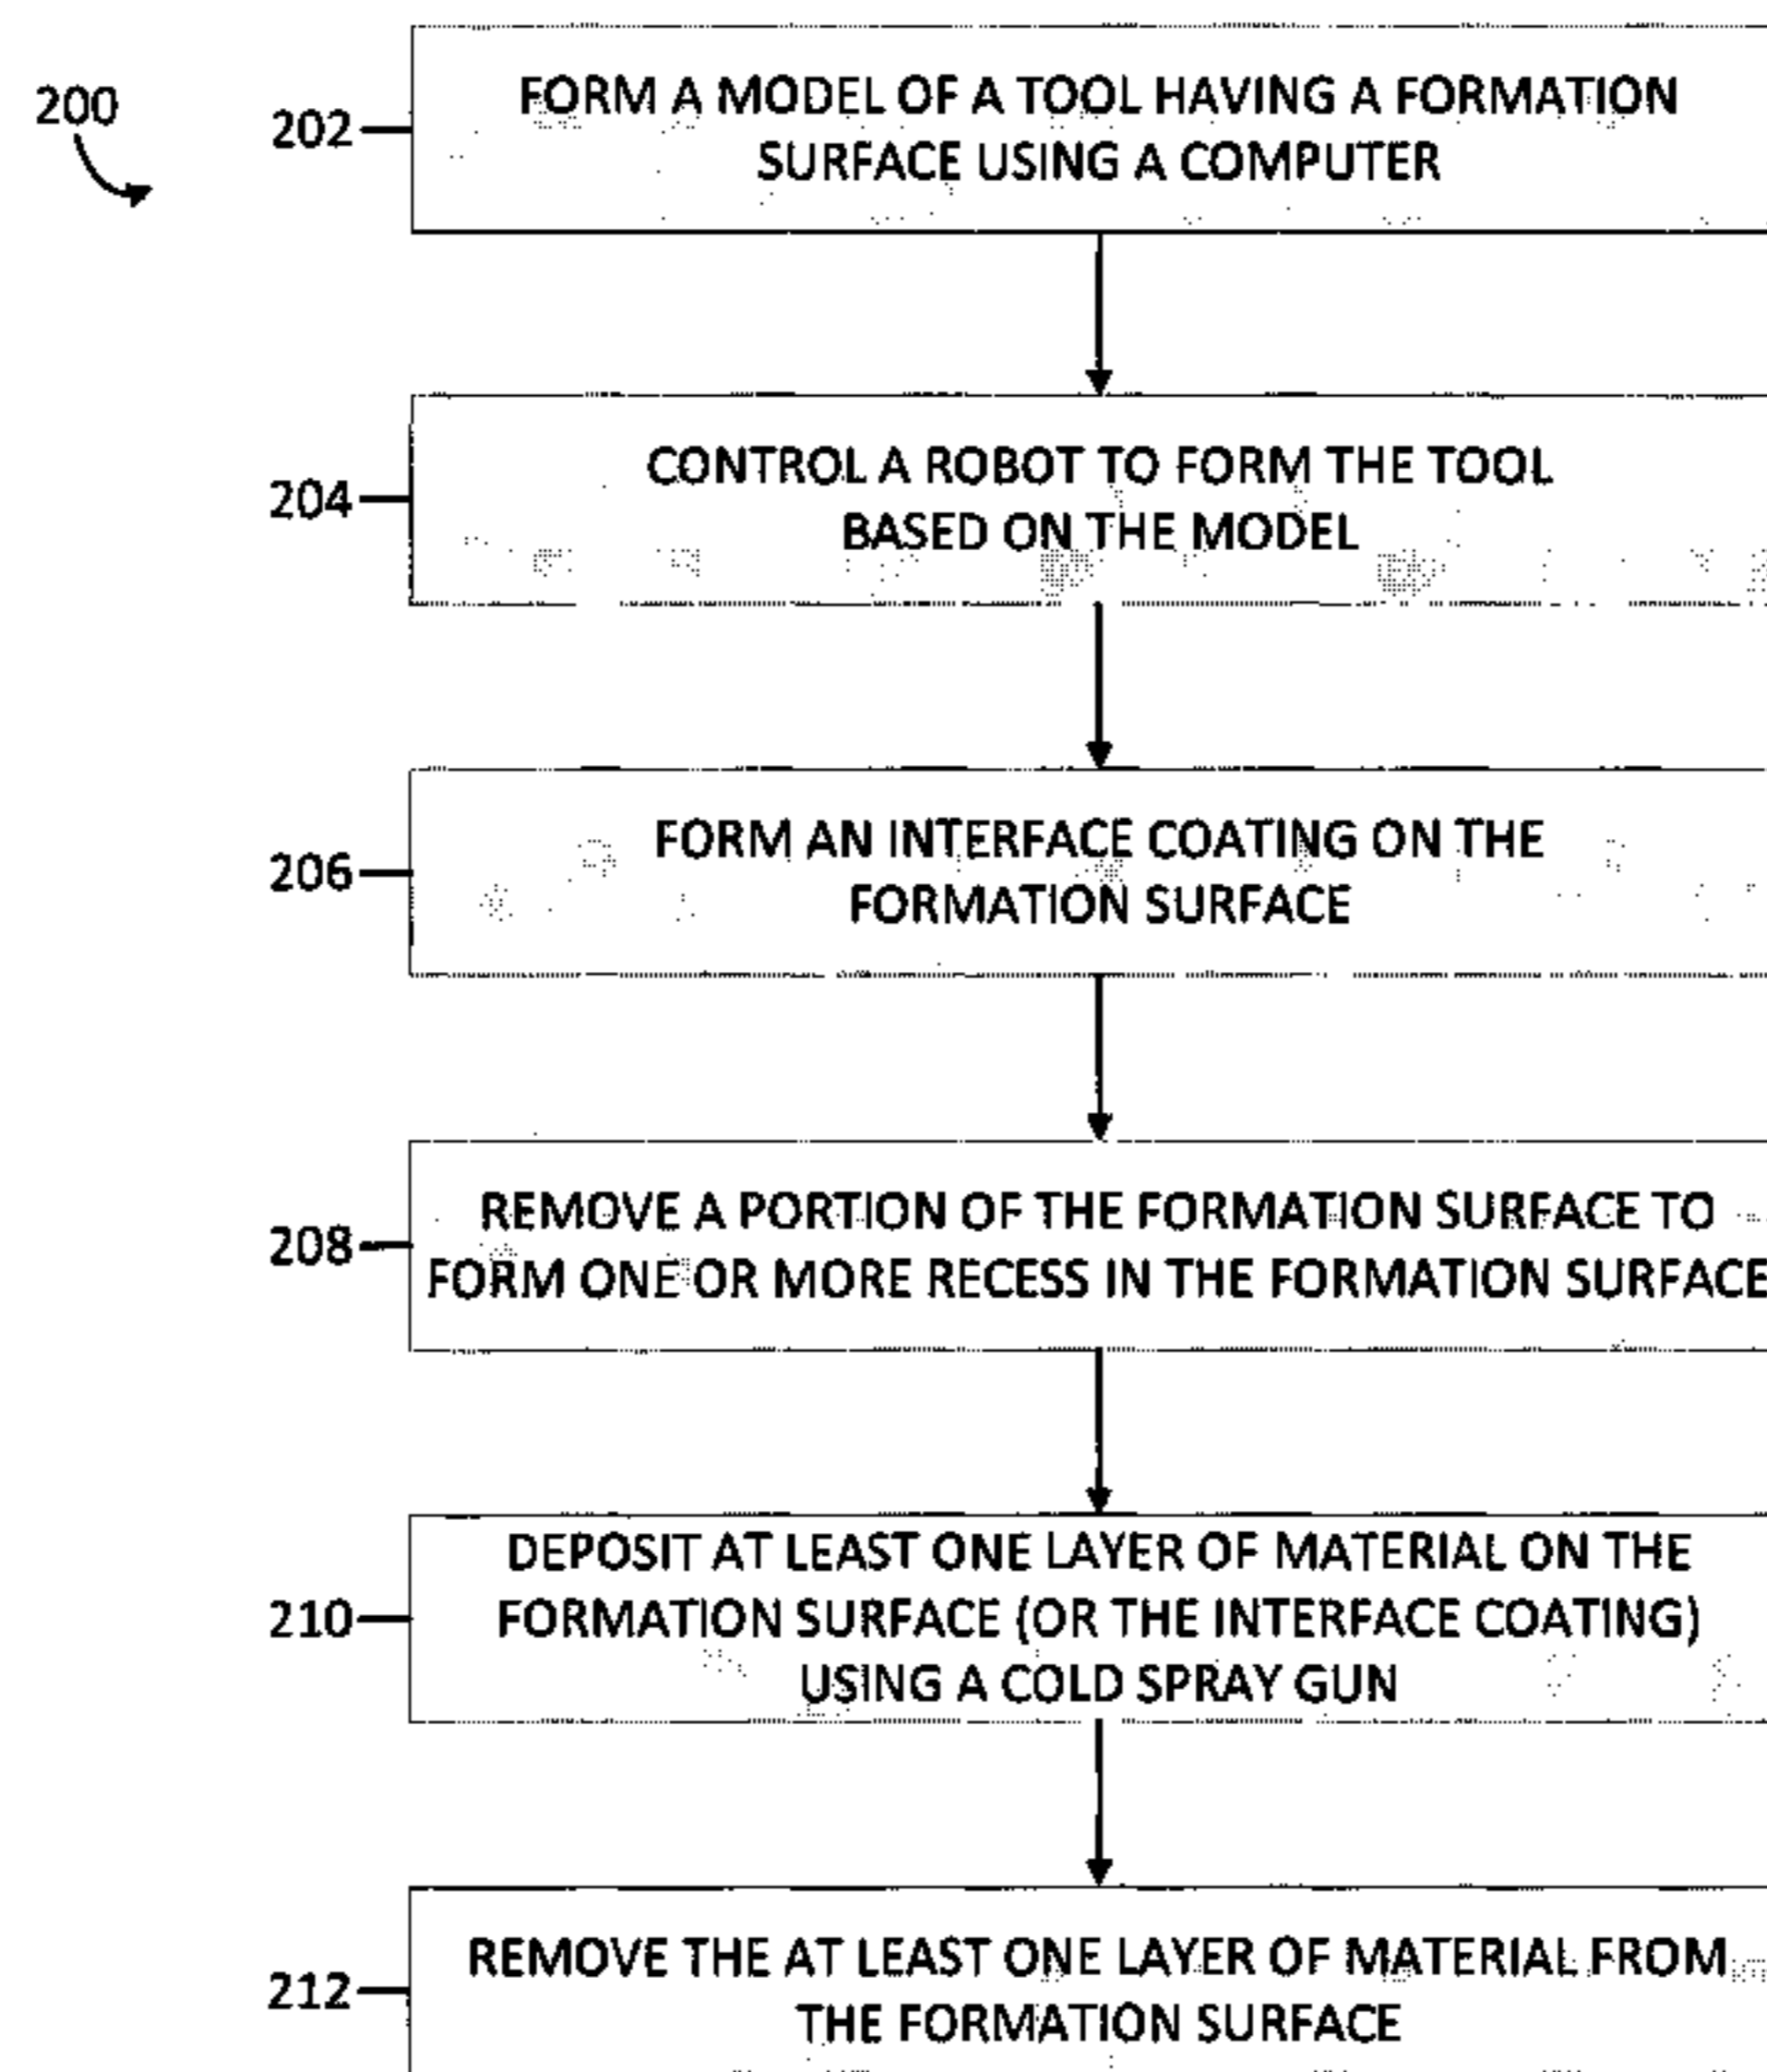 200
202
FORM A MODEL OF A TOOL HAVING A FORMATION
SURFACE USING A COMPUTER
204
CONTROL A ROBOT TO FORM THE TOOL
BASED ON THE MODEL
206
FORM AN INTERFACE COATING ON THE
FORMATION SURFACE
208
REMOVE A PORTION OF THE FORMATION SURFACE TO
FORM ONE OR MORE RECESS IN THE FORMATION SURFACE
210
DEPOSIT AT LEAST ONE LAYER OF MATERIAL ON THE
FORMATION SURFACE (OR THE INTERFACE COATING)
USING A COLD SPRAY GUN
212
REMOVE THE AT LEAST ONE LAYER OF MATERIAL FROM
THE FORMATION SURFACE